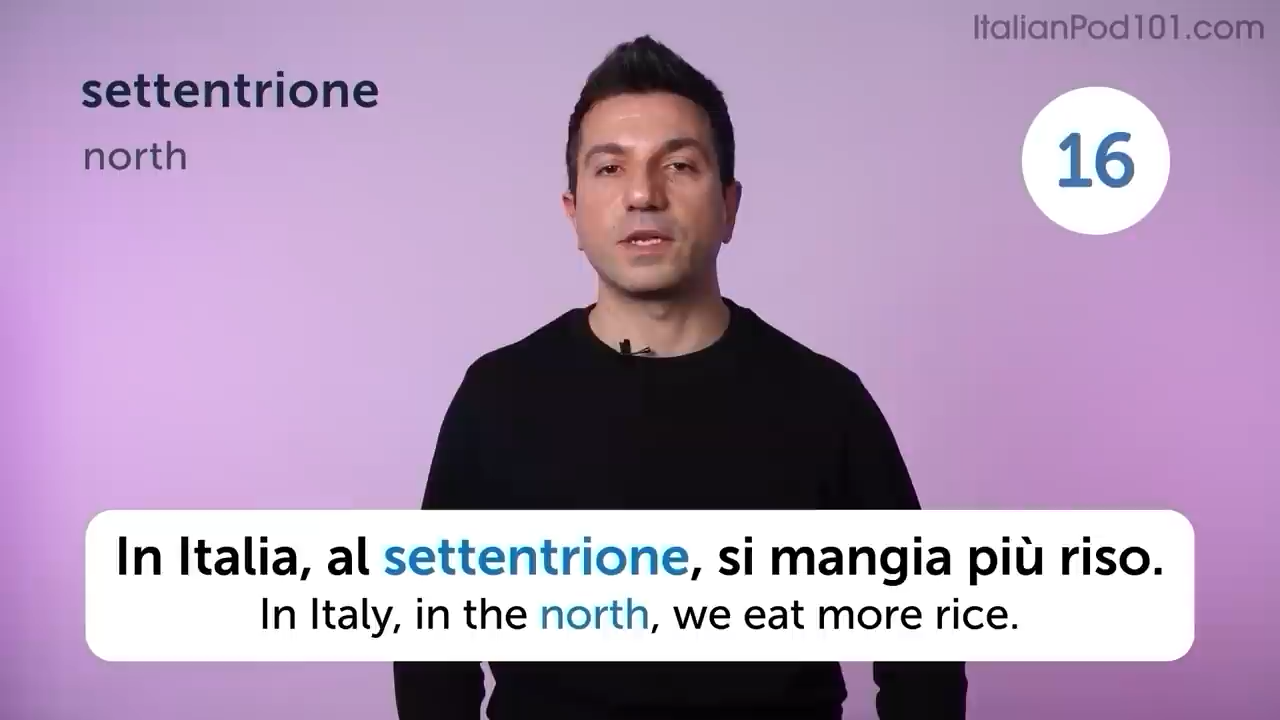 ItalianPod101.com
settentrione
north
16
In Italia, al settentrione, si mangia più riso.
In Italy, in the north, we eat more rice.